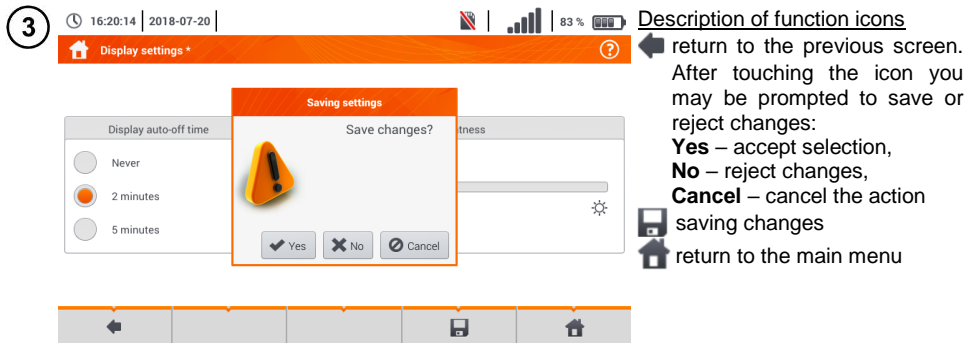 3
16:20:14 2018-07-20 83 %
Display settings * ?
Saving settings
Save changes?
Display auto-off time
tness
Never
2 minutes
5 minutes
Yes No Cancel
Description of function icons
return to the previous screen.
After touching the icon you
may be prompted to save or
reject changes:
Yes – accept selection,
No – reject changes,
Cancel – cancel the action
saving changes
return to the main menu